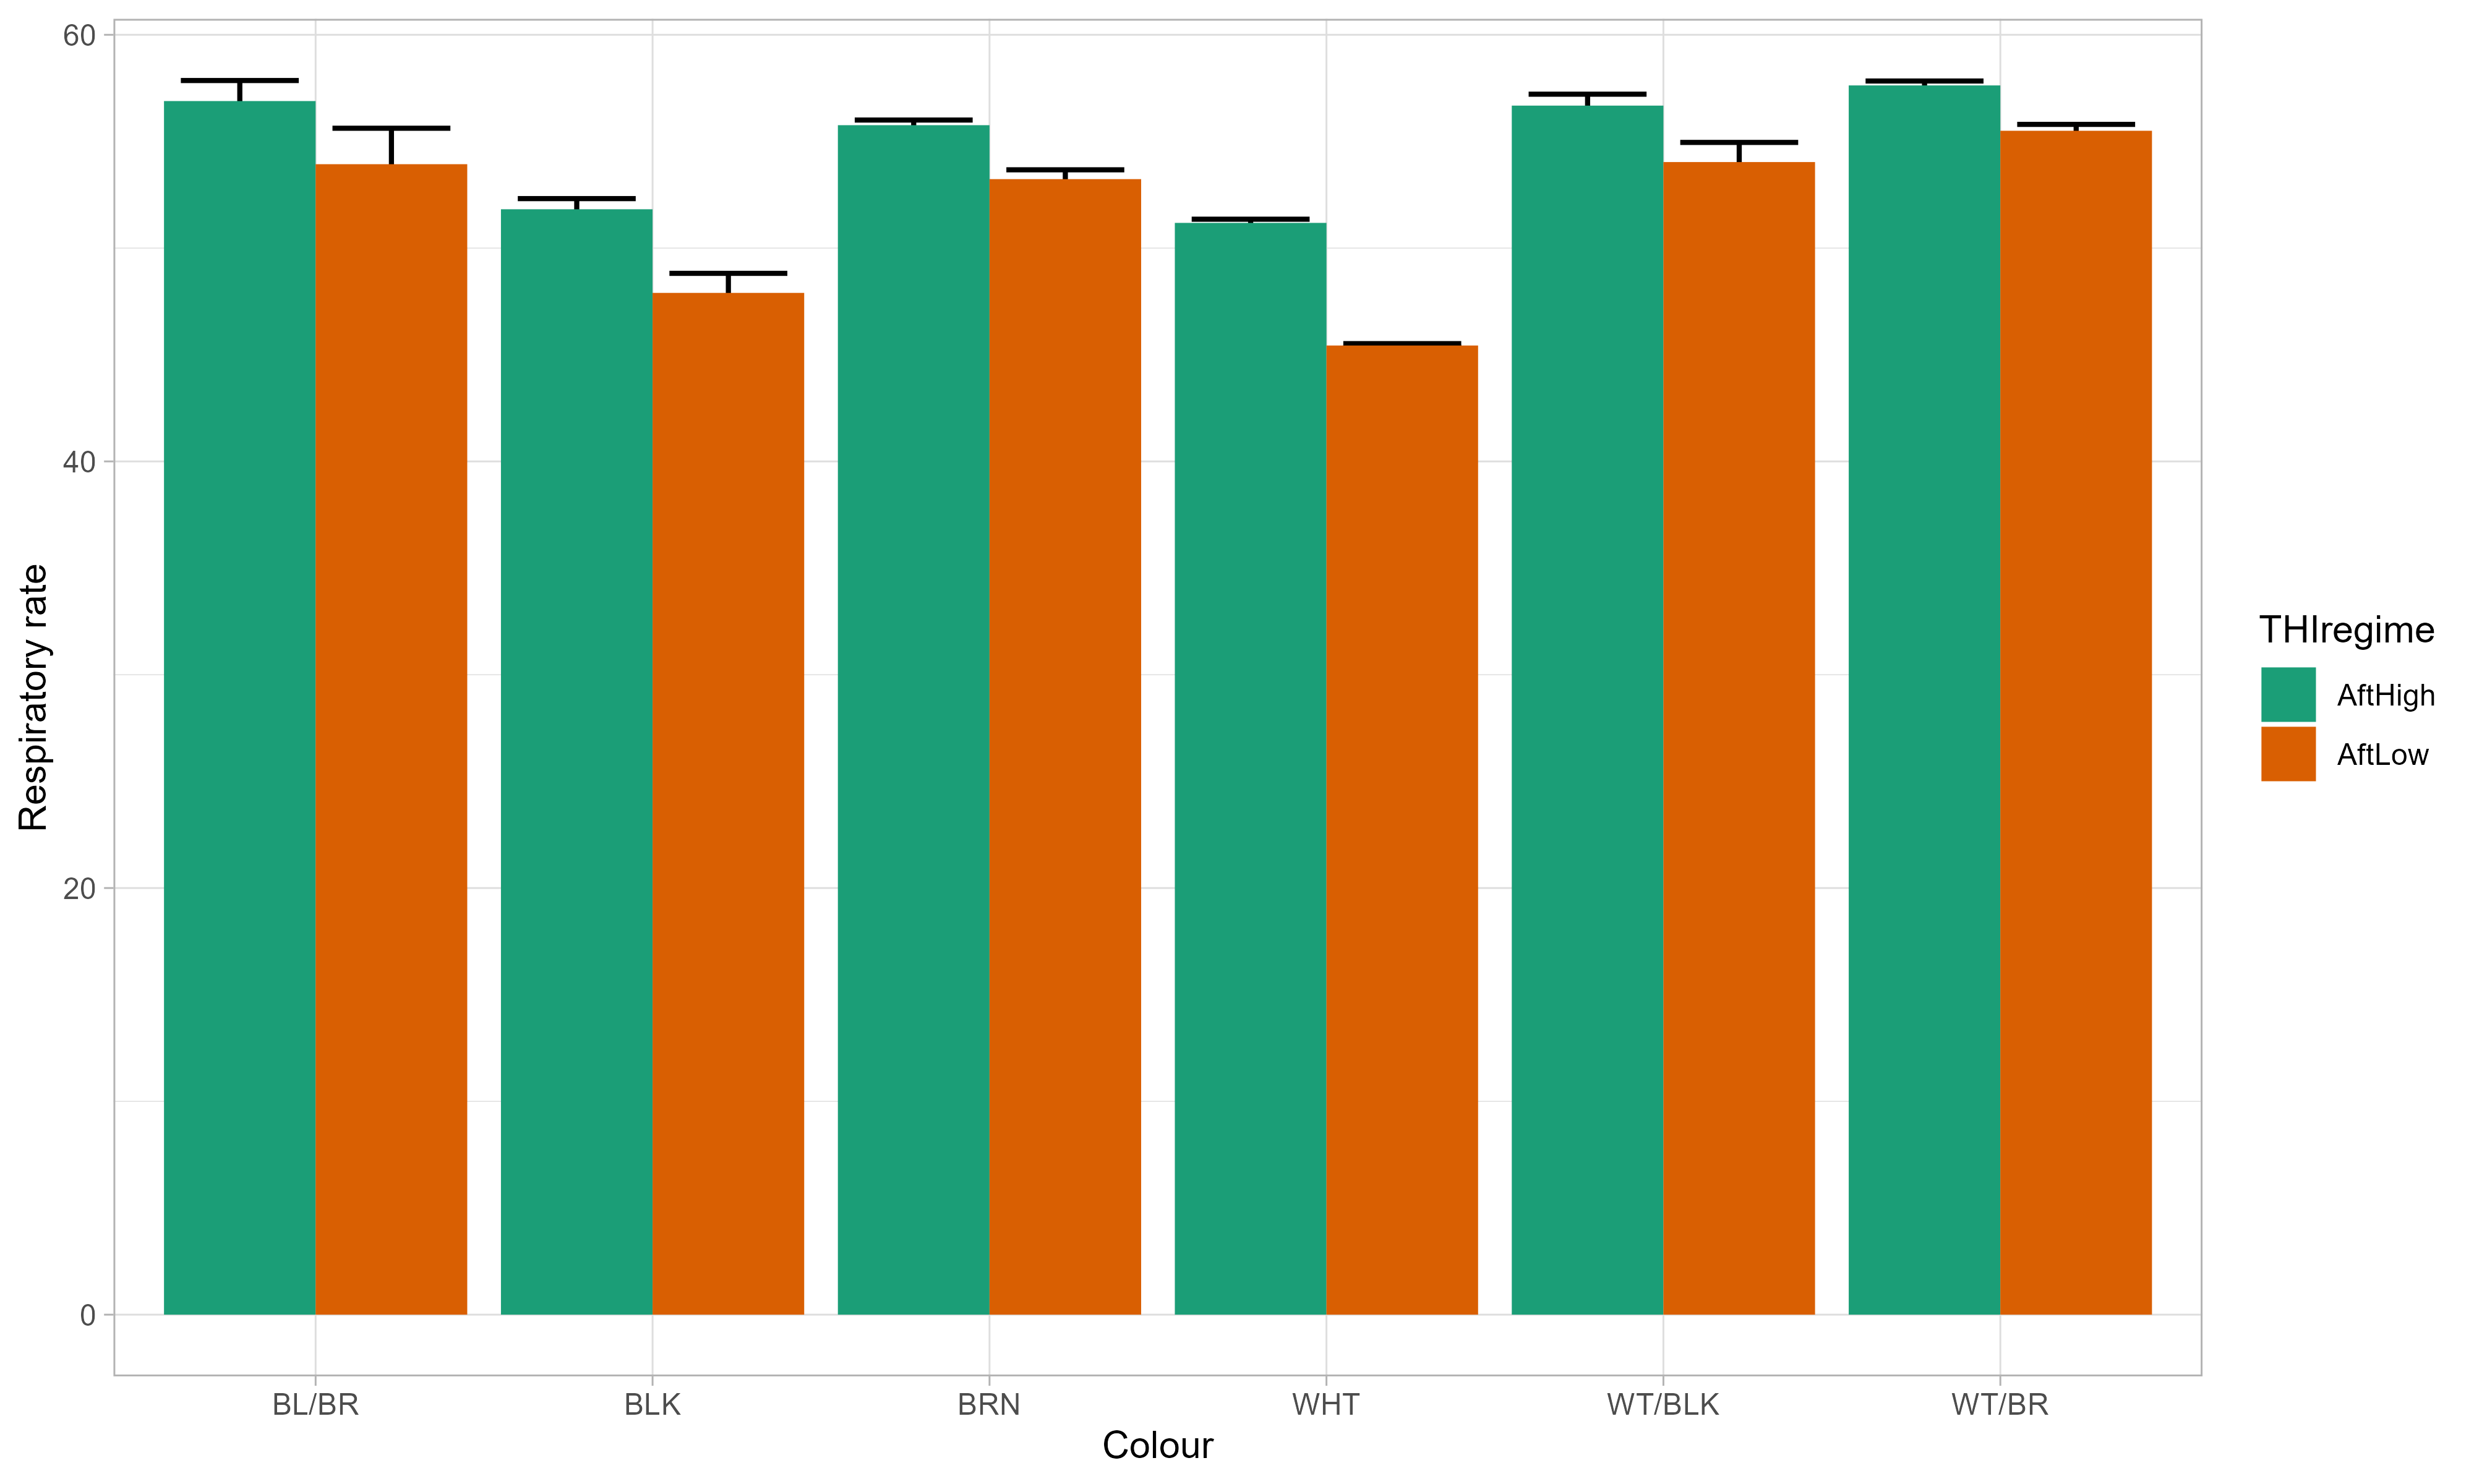 60
40
20
0
Respiratory rate
BL/BR BLK BRN WHT WT/BLK WT/BR
Colour
THIregime
AftHigh
AftLow